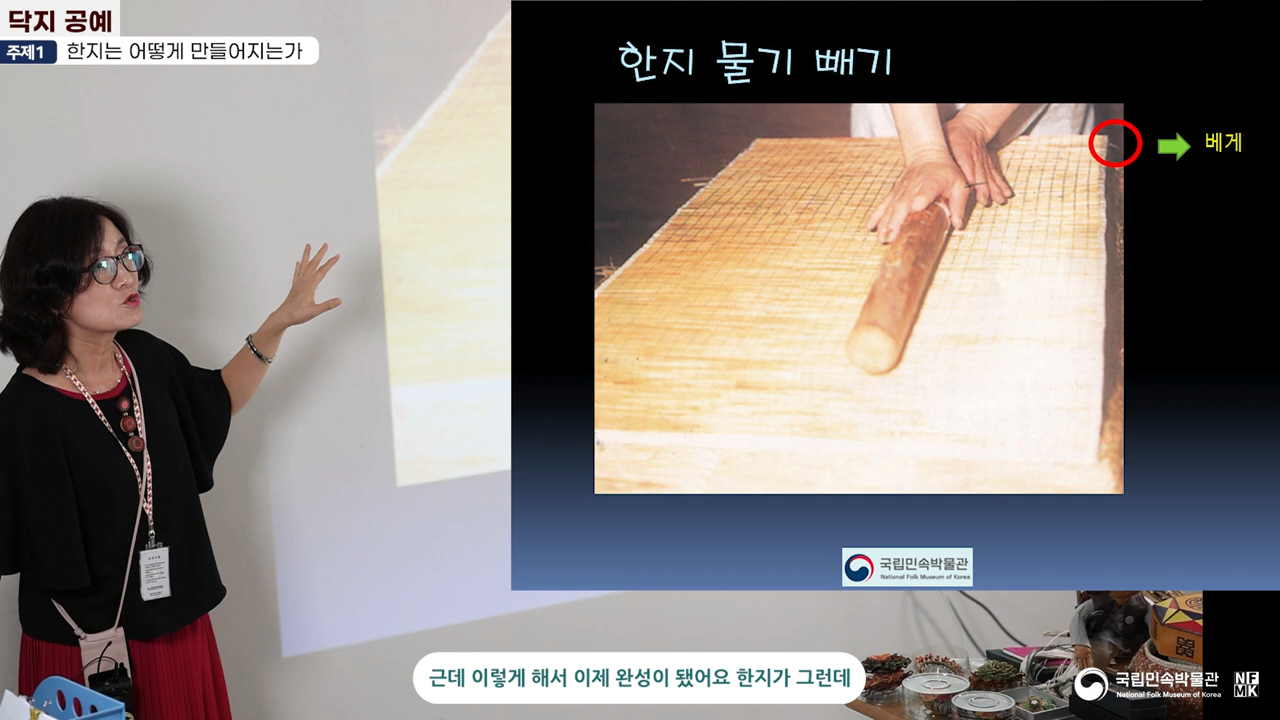 닥지 공예
주제1 한지는 어떻게 만들어지는가
한지 물기 빼기
베게
국립민속박물관
National Folk Museum of Korea
근데 이렇게 해서 이제 완성이 됐어요 한지가 그런데
국립민속박물관
National Folk Museum of Korea
NF
MK